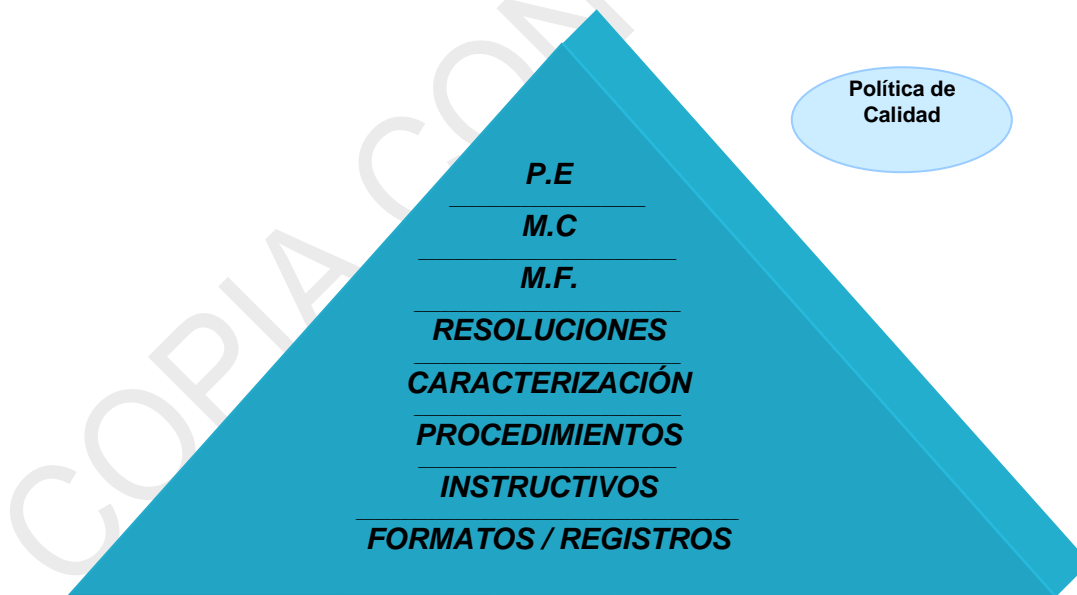 Política de
Calidad
P.E
M.C
M.F.
RESOLUCIONES
CARACTERIZACIÓN
PROCEDIMIENTOS
INSTRUCTIVOS
FORMATOS / REGISTROS
COPIA CON